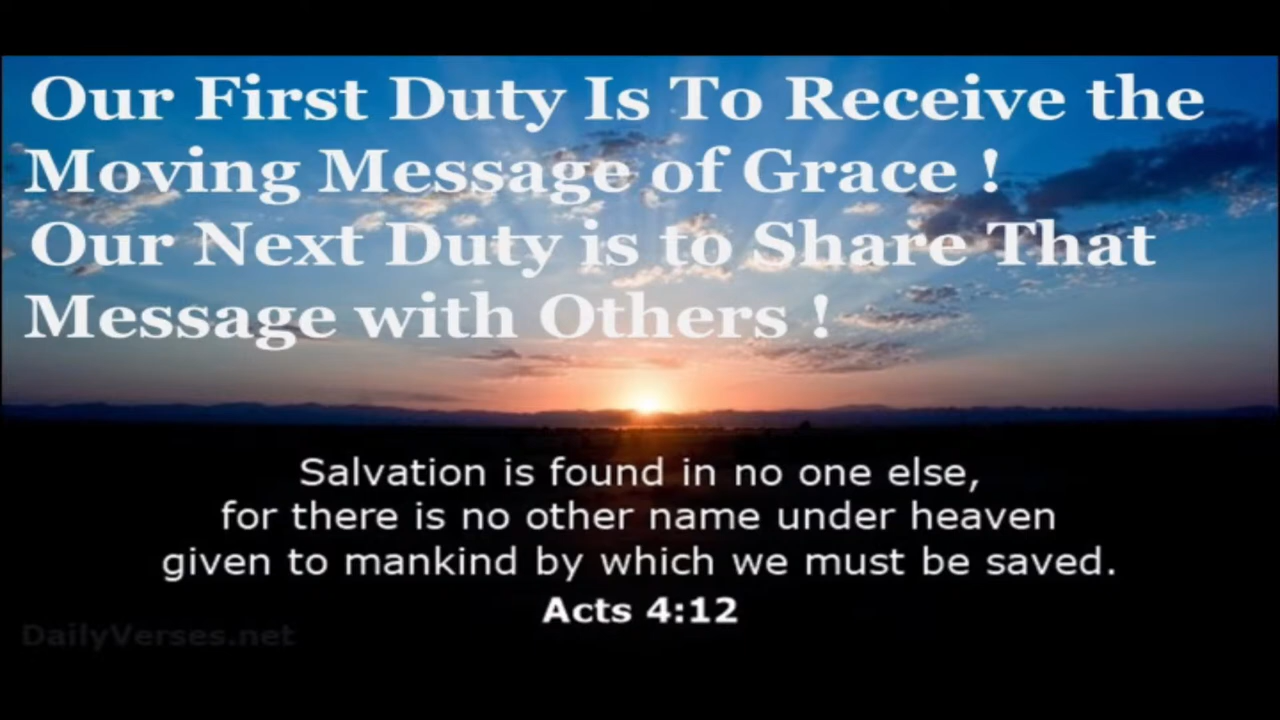 Our First Duty Is To Receive the
Moving Message of Grace !
Our Next Duty is to Share That
Message with Others !
Salvation is found in no one else,
for there is no other name under heaven
given to mankind by which we must be saved.
Acts 4:12
DailyVerses.net